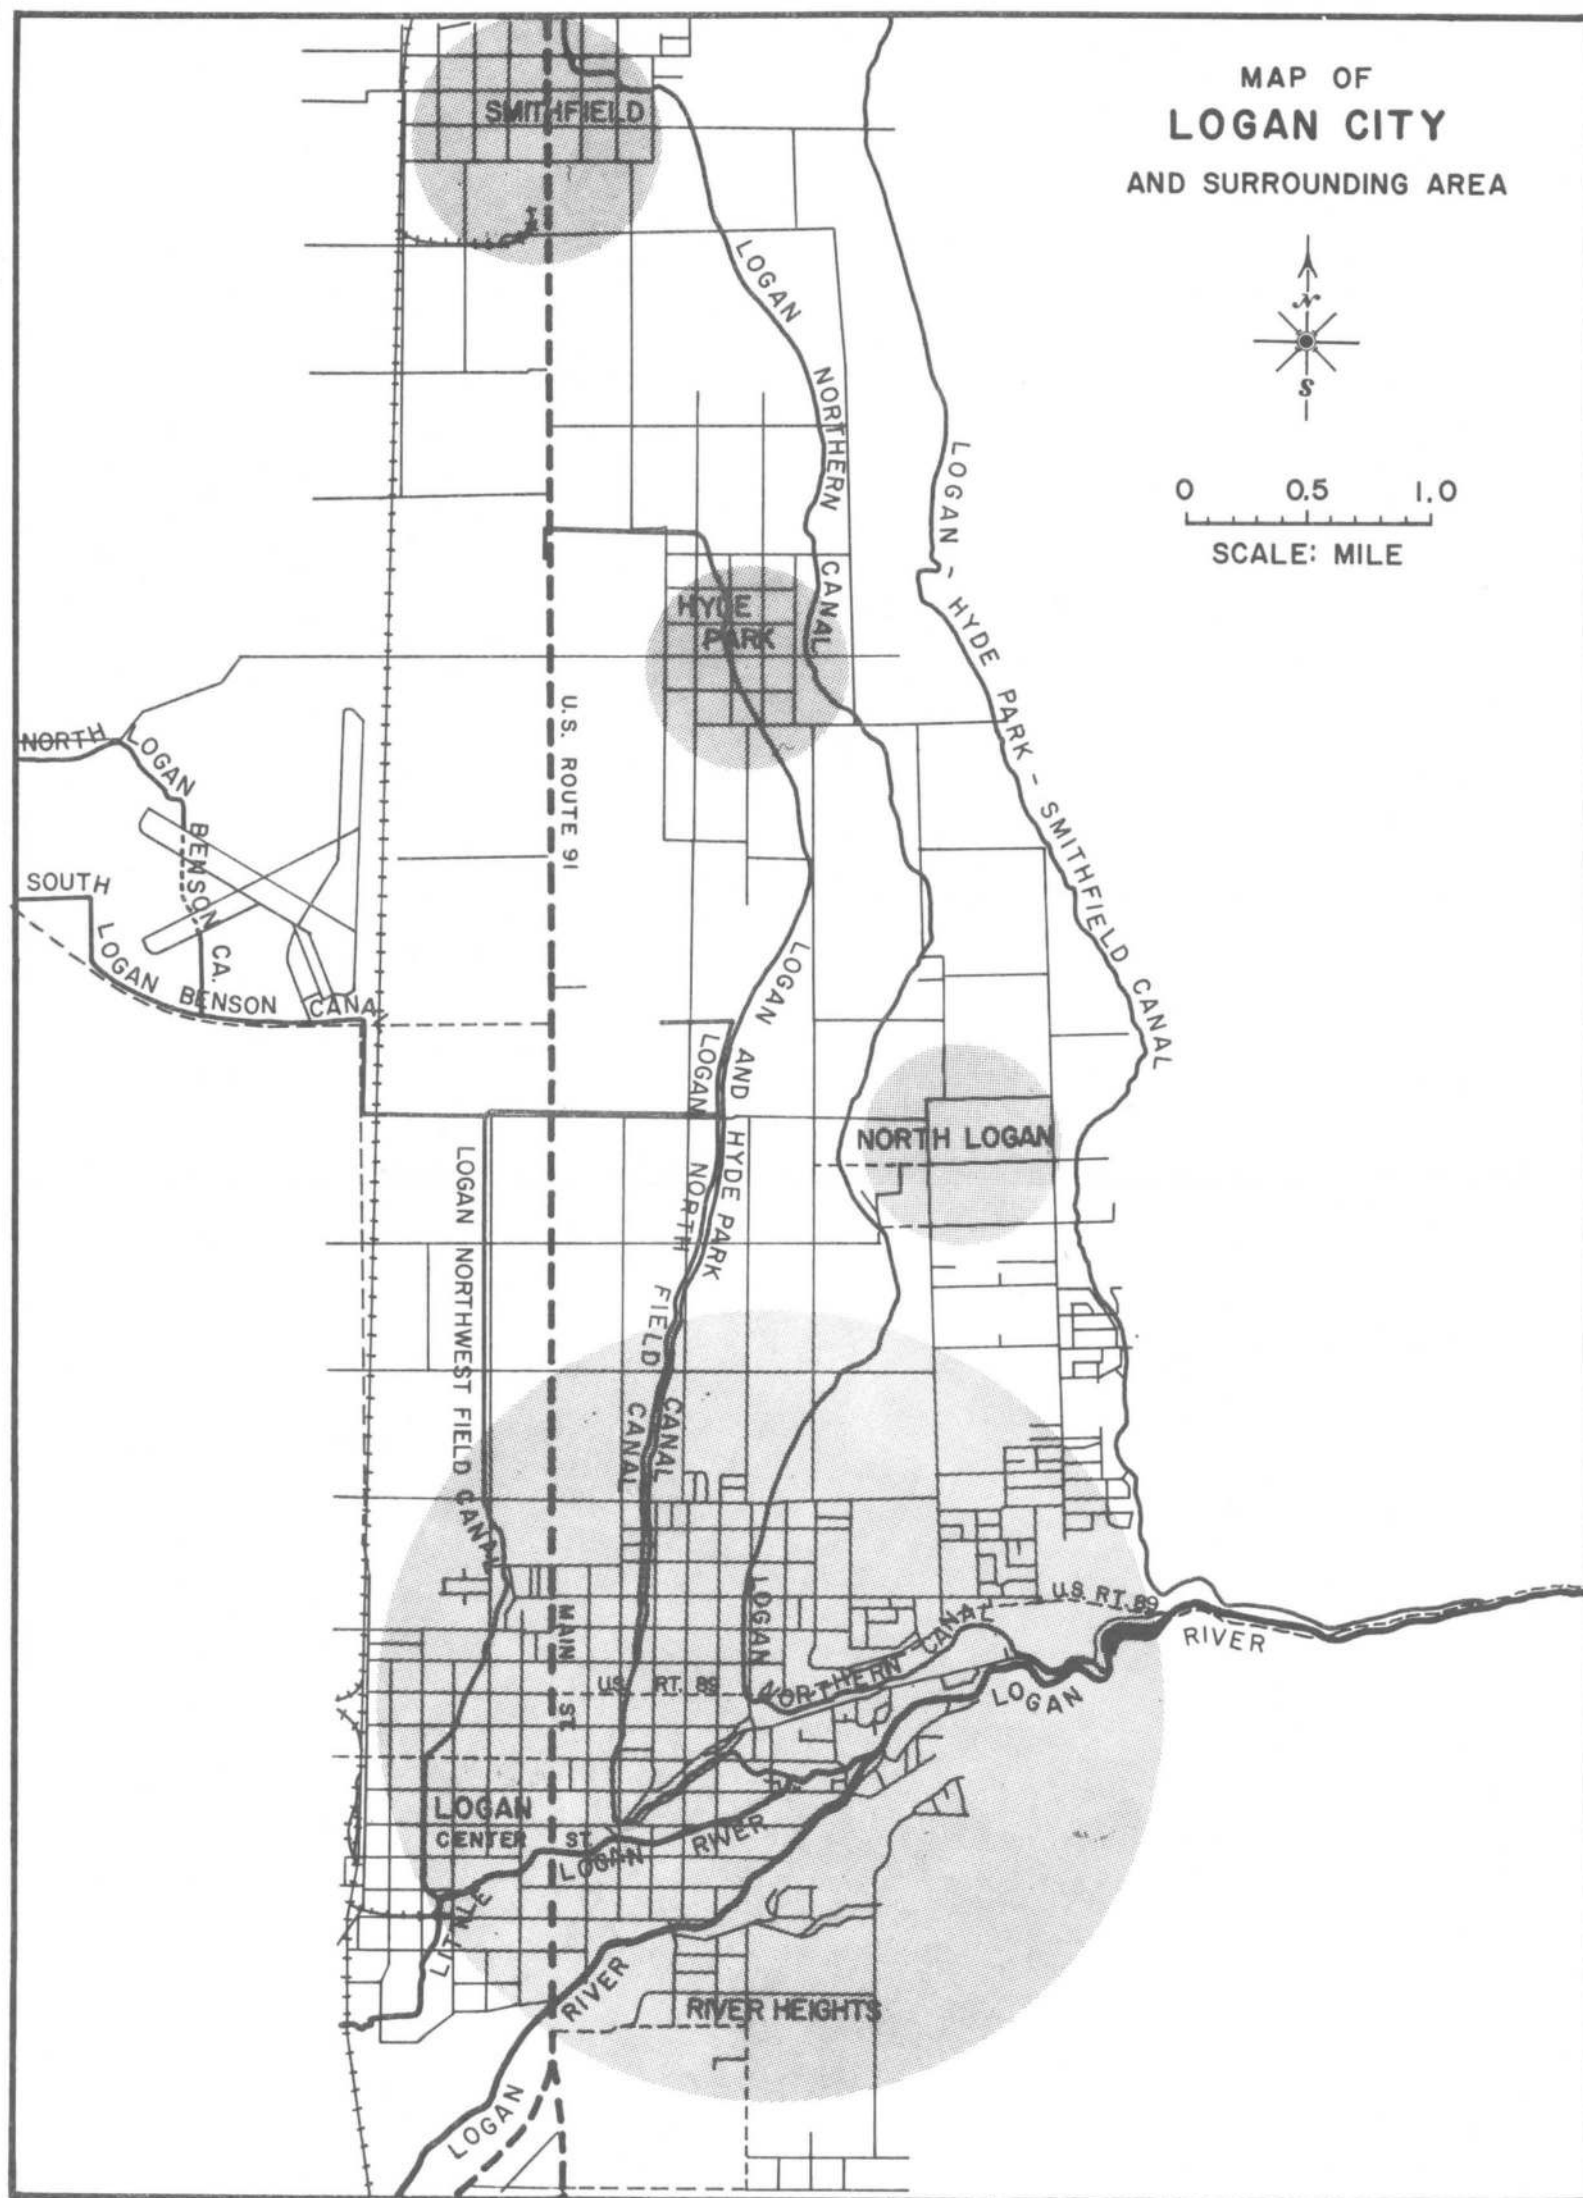 MAP OF
LOGAN CITY
AND SURROUNDING AREA
N
S
0 0.5 1.0
SCALE: MILE
SMITHFIELD
LOGAN NORTHERN CANAL
LOGAN - HYDE PARK - SMITHFIELD CANAL
HYDE
PARK
U.S. ROUTE 91
NORTH LOGAN BENSON CA.
SOUTH LOGAN BENSON CANA
LOGAN AND HYDE PARK CANAL
LOGAN NORTH FIELD CANAL
NORTH LOGAN
LOGAN NORTHWEST FIELD CANAL
MAIN ST.
U.S. RT. 89
LOGAN NORTHERN CANAL
U.S. RT. 89
LOGAN RIVER
LOGAN
CENTER ST.
LITTLE LOGAN RIVER
RIVER HEIGHTS
LOGAN RIVER